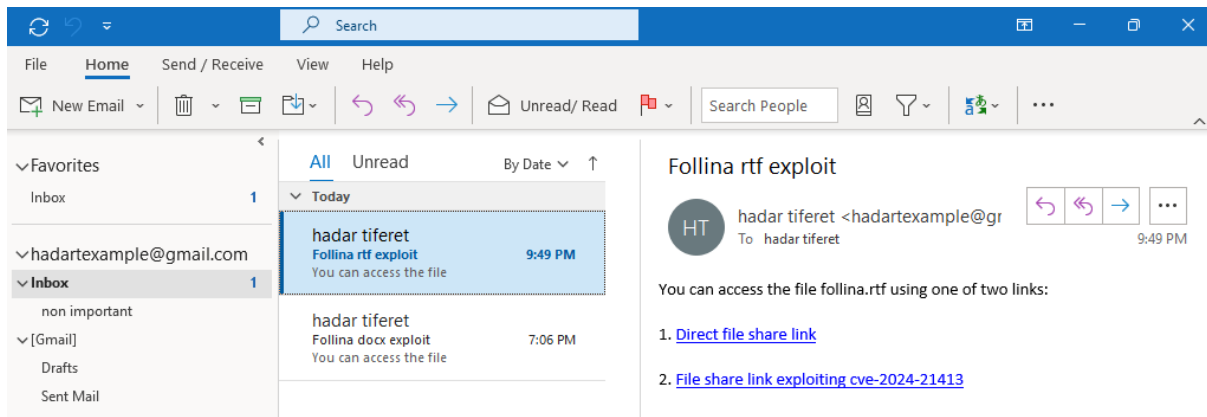 Search
File Home Send / Receive View Help
New Email Unread/ Read Search People ...
Favorites
Inbox 1
hadartexample@gmail.com
Inbox 1
non important
[Gmail]
Drafts
Sent Mail
All Unread By Date
Today
hadar tiferet
Follina rtf exploit 9:49 PM
You can access the file
hadar tiferet
Follina docx exploit 7:06 PM
You can access the file
Follina rtf exploit
HT
hadar tiferet <hadartexample@gr
To hadar tiferet 9:49 PM
You can access the file follina.rtf using one of two links:
1. Direct file share link
2. File share link exploiting cve-2024-21413